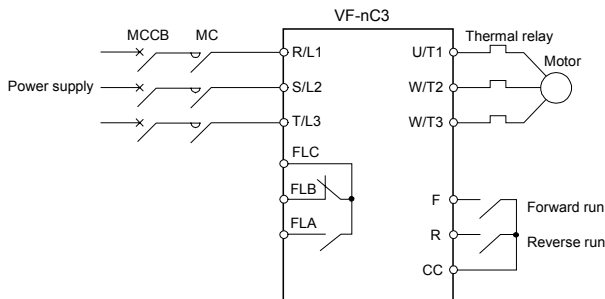 VF-nC3
MCCB MC
Thermal relay
Motor
Power supply
R/L1 U/T1
S/L2 W/T2
T/L3 W/T3
FLC
FLB
FLA
F Forward run
R Reverse run
CC